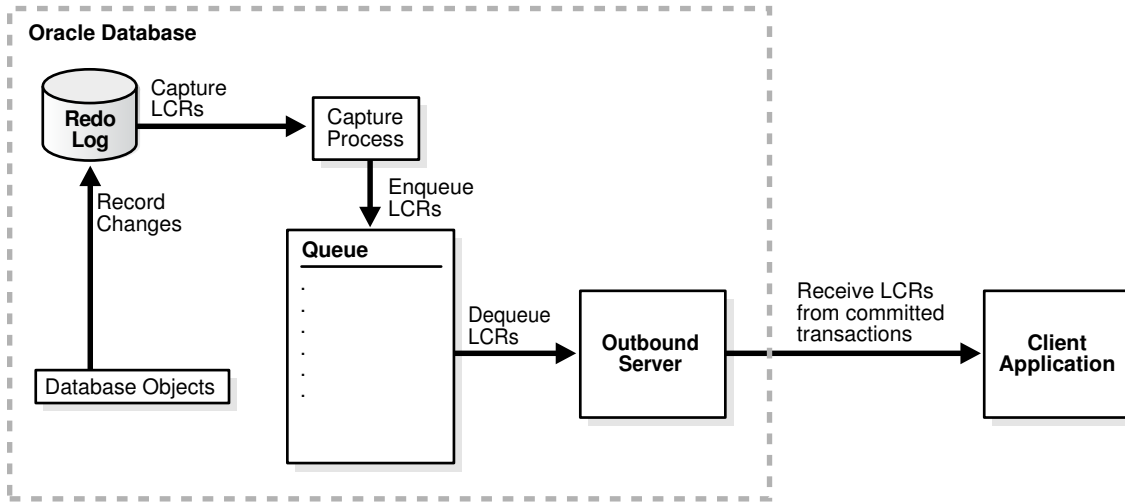 Oracle Database
Redo
Log
Capture
LCRs
Capture
Process
Record
Changes
Enqueue
LCRs
Queue
.
.
.
.
.
.
Dequeue
LCRs
Database Objects
Outbound
Server
Receive LCRs
from committed
transactions
Client
Application